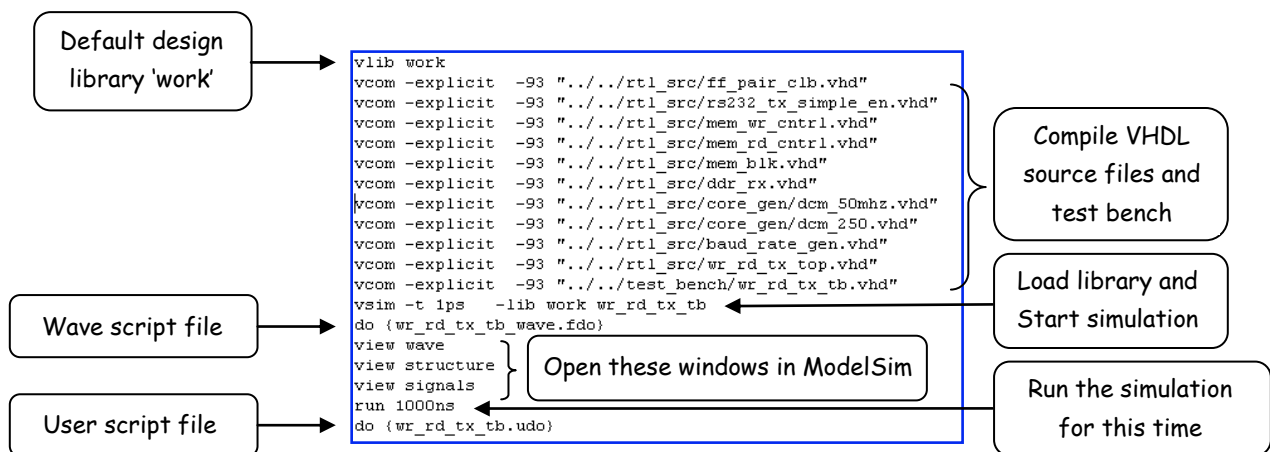 Default design
library ‘work’
vlib work
vcom -explicit  -93 "../../rtl_src/ff_pair_clb.vhd"
vcom -explicit  -93 "../../rtl_src/rs232_tx_simple_en.vhd"
vcom -explicit  -93 "../../rtl_src/mem_wr_cntrl.vhd"
vcom -explicit  -93 "../../rtl_src/mem_rd_cntrl.vhd"
vcom -explicit  -93 "../../rtl_src/mem_blk.vhd"
vcom -explicit  -93 "../../rtl_src/ddr_rx.vhd"
vcom -explicit  -93 "../../rtl_src/core_gen/dcm_50mhz.vhd"
vcom -explicit  -93 "../../rtl_src/core_gen/dcm_250.vhd"
vcom -explicit  -93 "../../rtl_src/baud_rate_gen.vhd"
vcom -explicit  -93 "../../rtl_src/wr_rd_tx_top.vhd"
vcom -explicit  -93 "../../test_bench/wr_rd_tx_tb.vhd"
vsim -t 1ps   -lib work wr_rd_tx_tb
do {wr_rd_tx_tb_wave.fdo}
view wave
view structure
view signals
run 1000ns
do {wr_rd_tx_tb.udo}
Compile VHDL
source files and
test bench
Load library and
Start simulation
Wave script file
Open these windows in ModelSim
Run the simulation
for this time
User script file